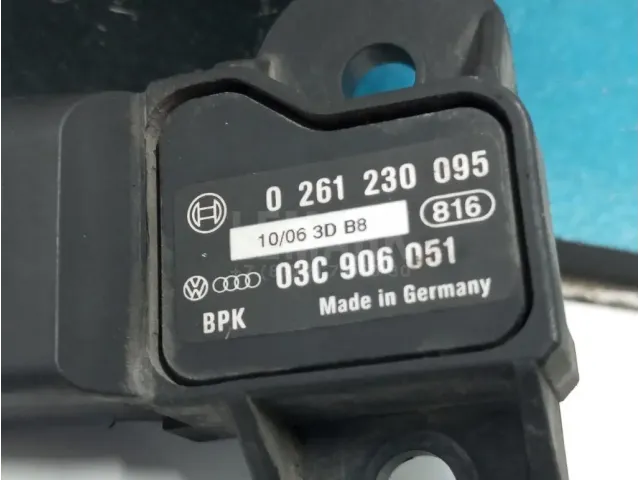 0 261 230 095
10/06 3D B8
816
03C 906 051
BPK
Made in Germany